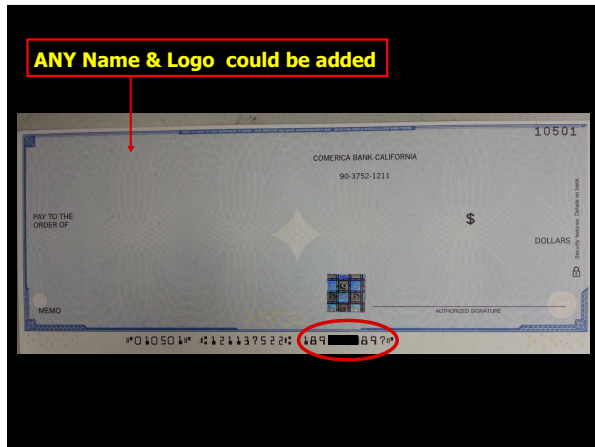 ANY Name & Logo could be added
10501
COMERICA BANK-CALIFORNIA
90-3752-1211
PAY TO THE
ORDER OF
$
DOLLARS
Security features. Details on back.
MEMO
AUTHORIZED SIGNATURE
⑈010501⑈ ⑆121137522⑆ 189 897⑈